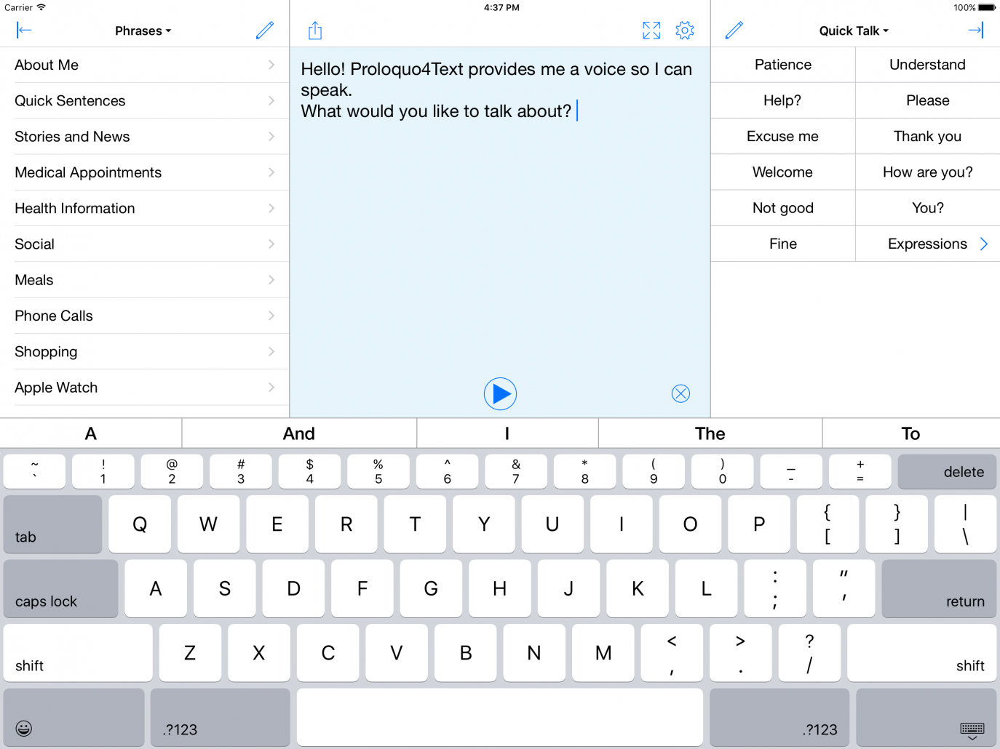 Carrier
4:37 PM
100%
Phrases
Quick Talk
About Me
Quick Sentences
Stories and News
Medical Appointments
Health Information
Social
Meals
Phone Calls
Shopping
Apple Watch
Hello! Proloquo4Text provides me a voice so I can
speak.
What would you like to talk about?
Patience Understand
Help? Please
Excuse me Thank you
Welcome How are you?
Not good You?
Fine Expressions
A And I The To
~ ! @ # $ % ^ & * ( ) _ +
` 1 2 3 4 5 6 7 8 9 0 - = delete
tab Q W E R T Y U I O P { [ } ] | \
caps lock A S D F G H J K L : ; " ' return
shift Z X C V B N M < , > . ? / shift
.?123 .?123